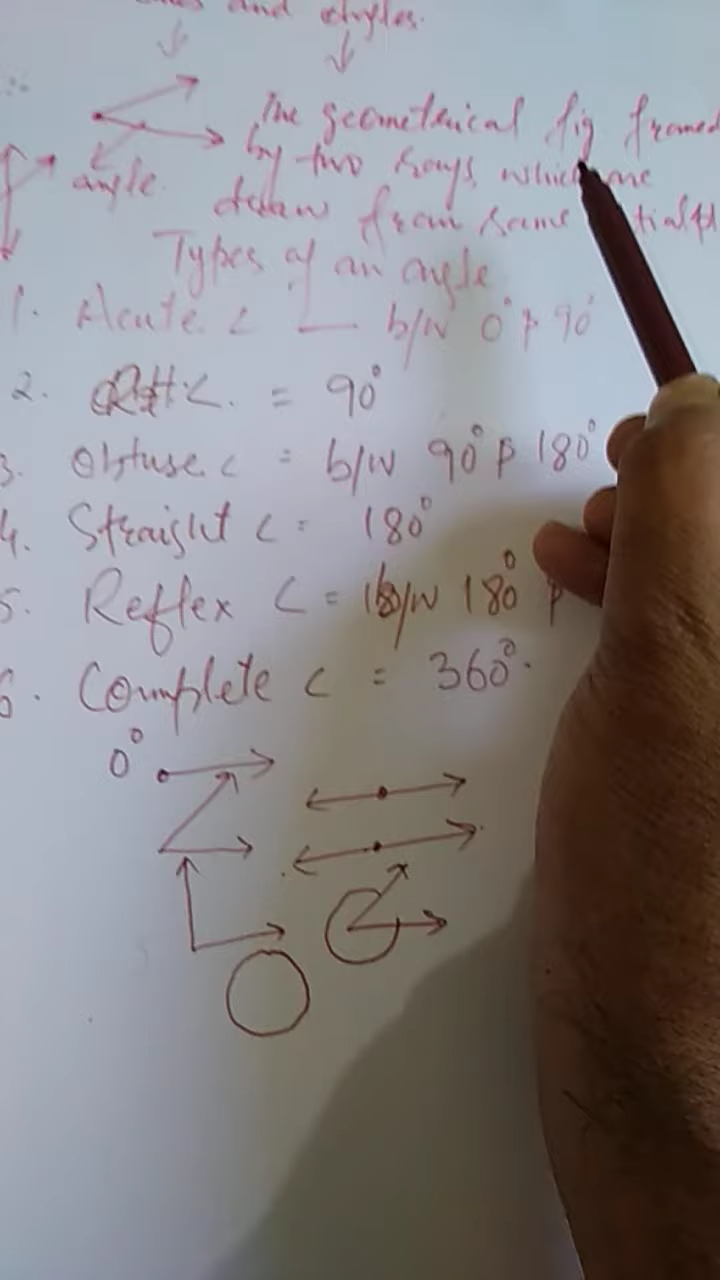 and angles.
The geometrical fig framed
angle by two rays, which are
draw from same
Types of an angle
1. Acute ∠ b/w 0° & 90°
2. Rt. ∠. = 90°
3. Obtuse ∠ = b/w 90° & 180°
4. Straight ∠ = 180°
5. Reflex ∠ = b/w 180° &
6. Complete ∠ = 360°.
0°